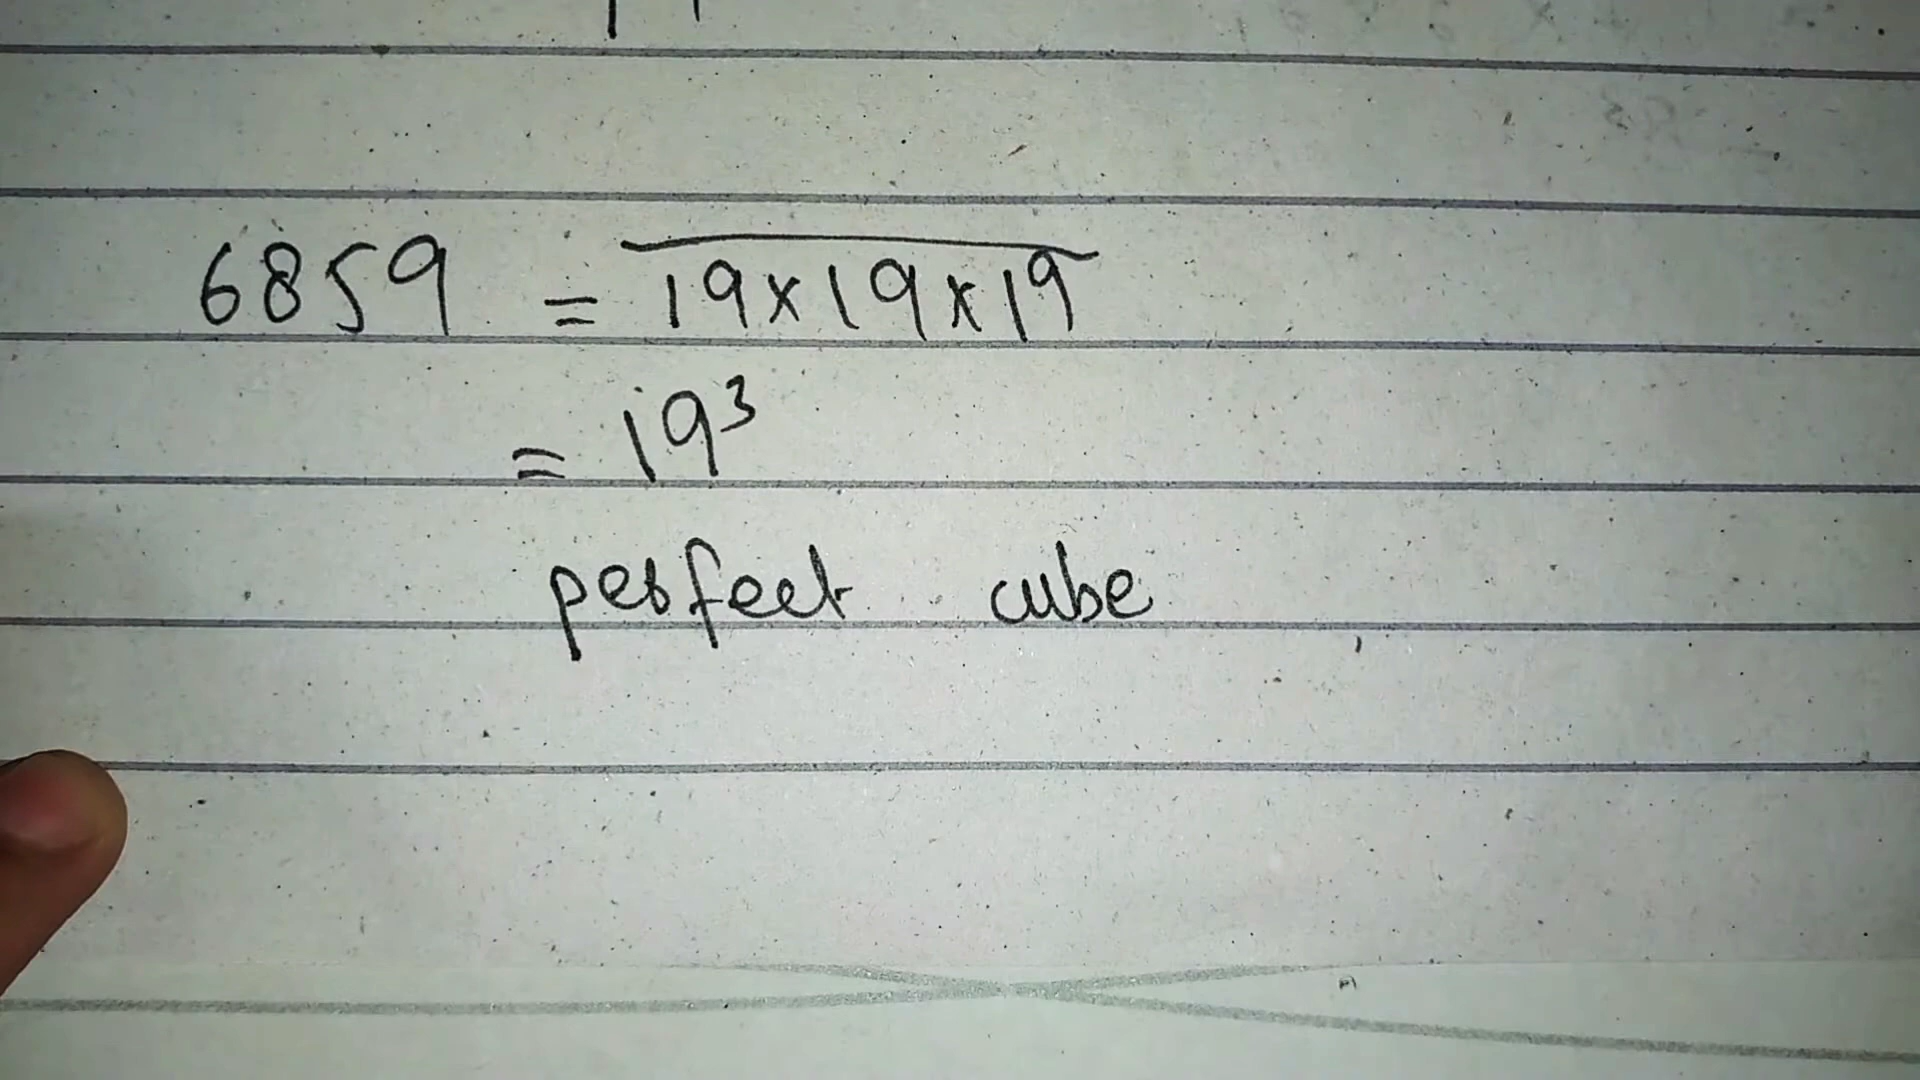 6859 = 19×19×19
= 19³
perfect cube